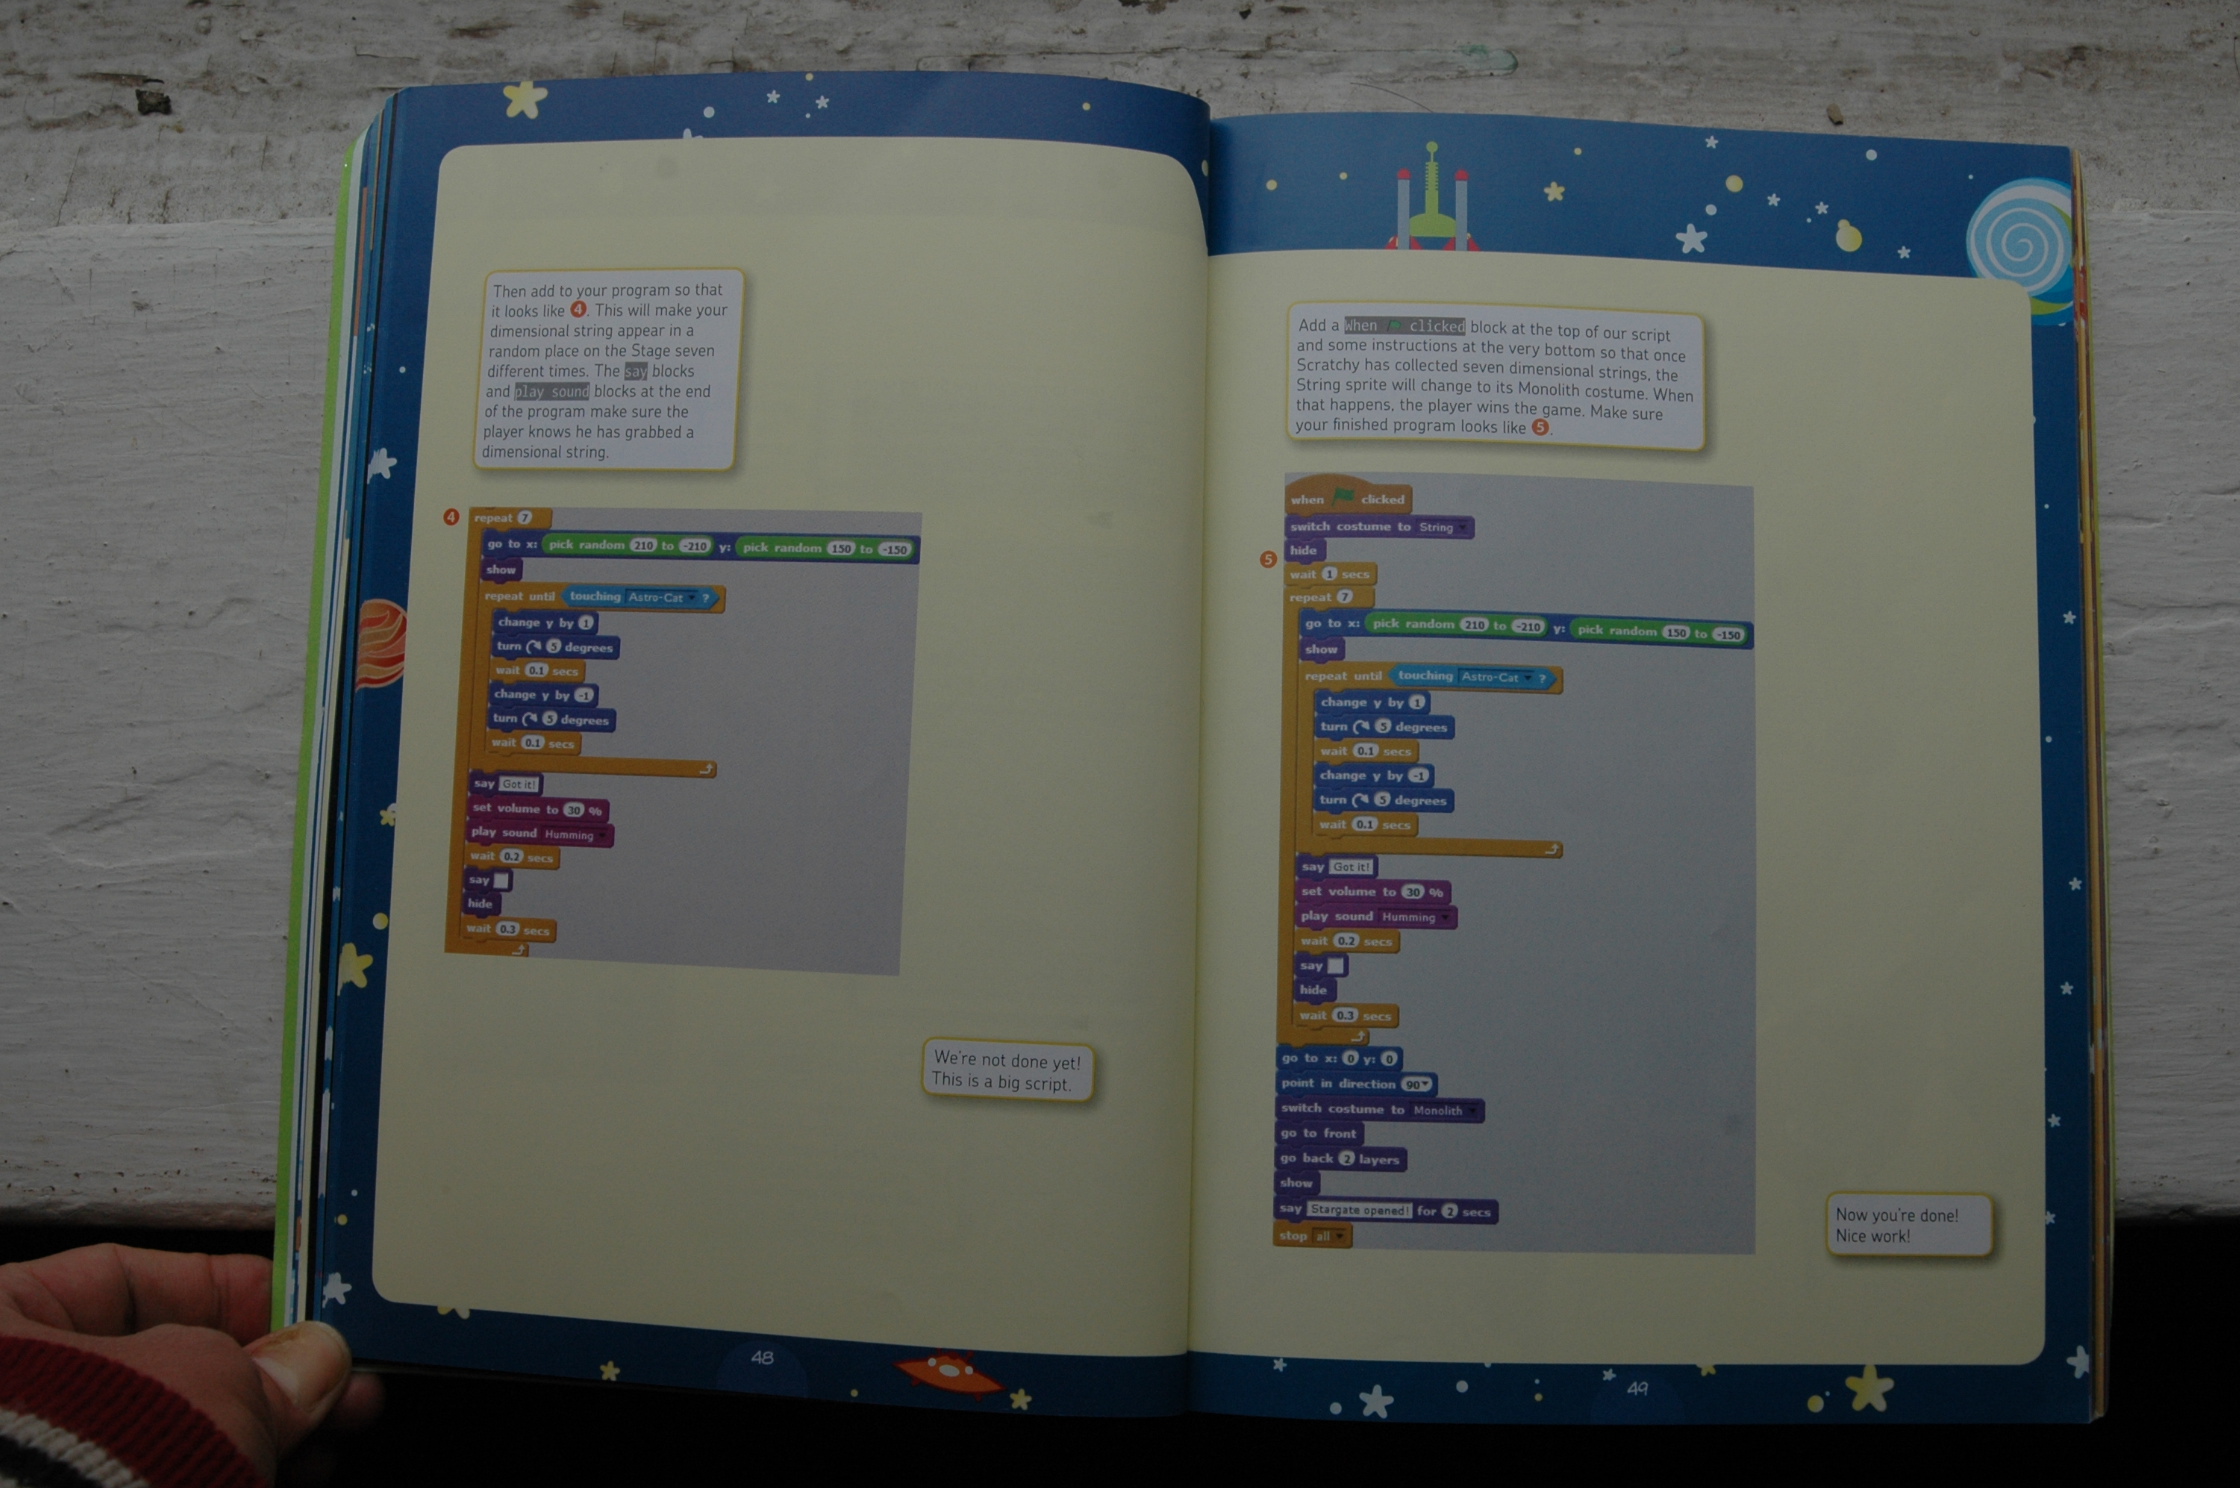 Then add to your program so that
it looks like 4. This will make your
dimensional string appear in a
random place on the Stage seven
different times. The say blocks
and play sound blocks at the end
of the program make sure the
player knows he has grabbed a
dimensional string.
4
repeat 7
go to x: pick random 210 to -210 y: pick random 150 to -150
show
repeat until touching Astro-Cat ?
change y by 1
turn 5 degrees
wait 0.1 secs
change y by -1
turn 5 degrees
wait 0.1 secs
say Got it!
set volume to 30 %
play sound Humming
wait 0.2 secs
say
hide
wait 0.3 secs
We're not done yet!
This is a big script.
48
Add a When clicked block at the top of our script
and some instructions at the very bottom so that once
Scratchy has collected seven dimensional strings, the
String sprite will change to its Monolith costume. When
that happens, the player wins the game. Make sure
your finished program looks like 5.
5
when clicked
switch costume to String
hide
wait 1 secs
repeat 7
go to x: pick random 210 to -210 y: pick random 150 to -150
show
repeat until touching Astro-Cat ?
change y by 1
turn 5 degrees
wait 0.1 secs
change y by -1
turn 5 degrees
wait 0.1 secs
say Got it!
set volume to 30 %
play sound Humming
wait 0.2 secs
say
hide
wait 0.3 secs
go to x: 0 y: 0
point in direction 90
switch costume to Monolith
go to front
go back 2 layers
show
say Stargate opened! for 2 secs
stop all
Now you're done!
Nice work!
49